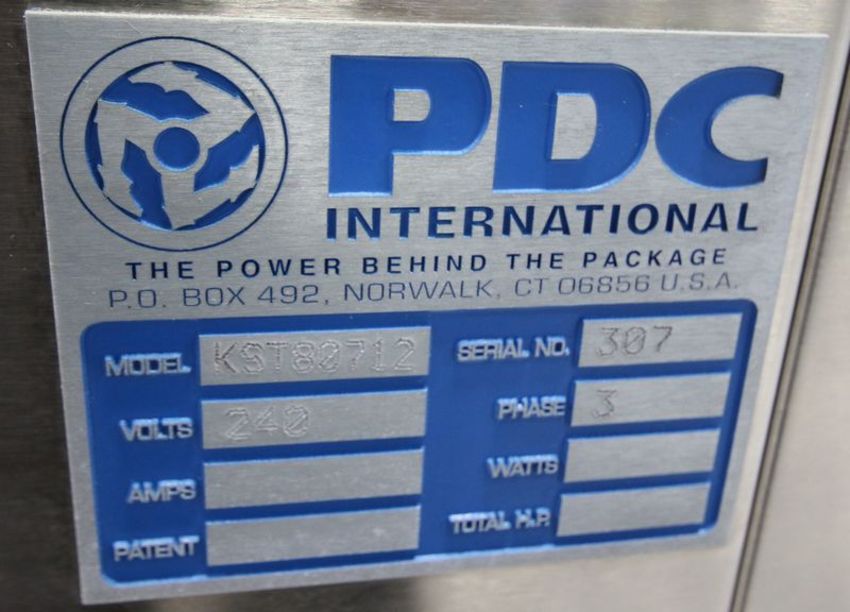 PDC
INTERNATIONAL
THE POWER BEHIND THE PACKAGE
P.O. BOX 492, NORWALK, CT 06856 U.S.A.
MODEL KST80712 SERIAL NO. 307
VOLTS 240 PHASE 3
AMPS WATTS
PATENT TOTAL H.P.